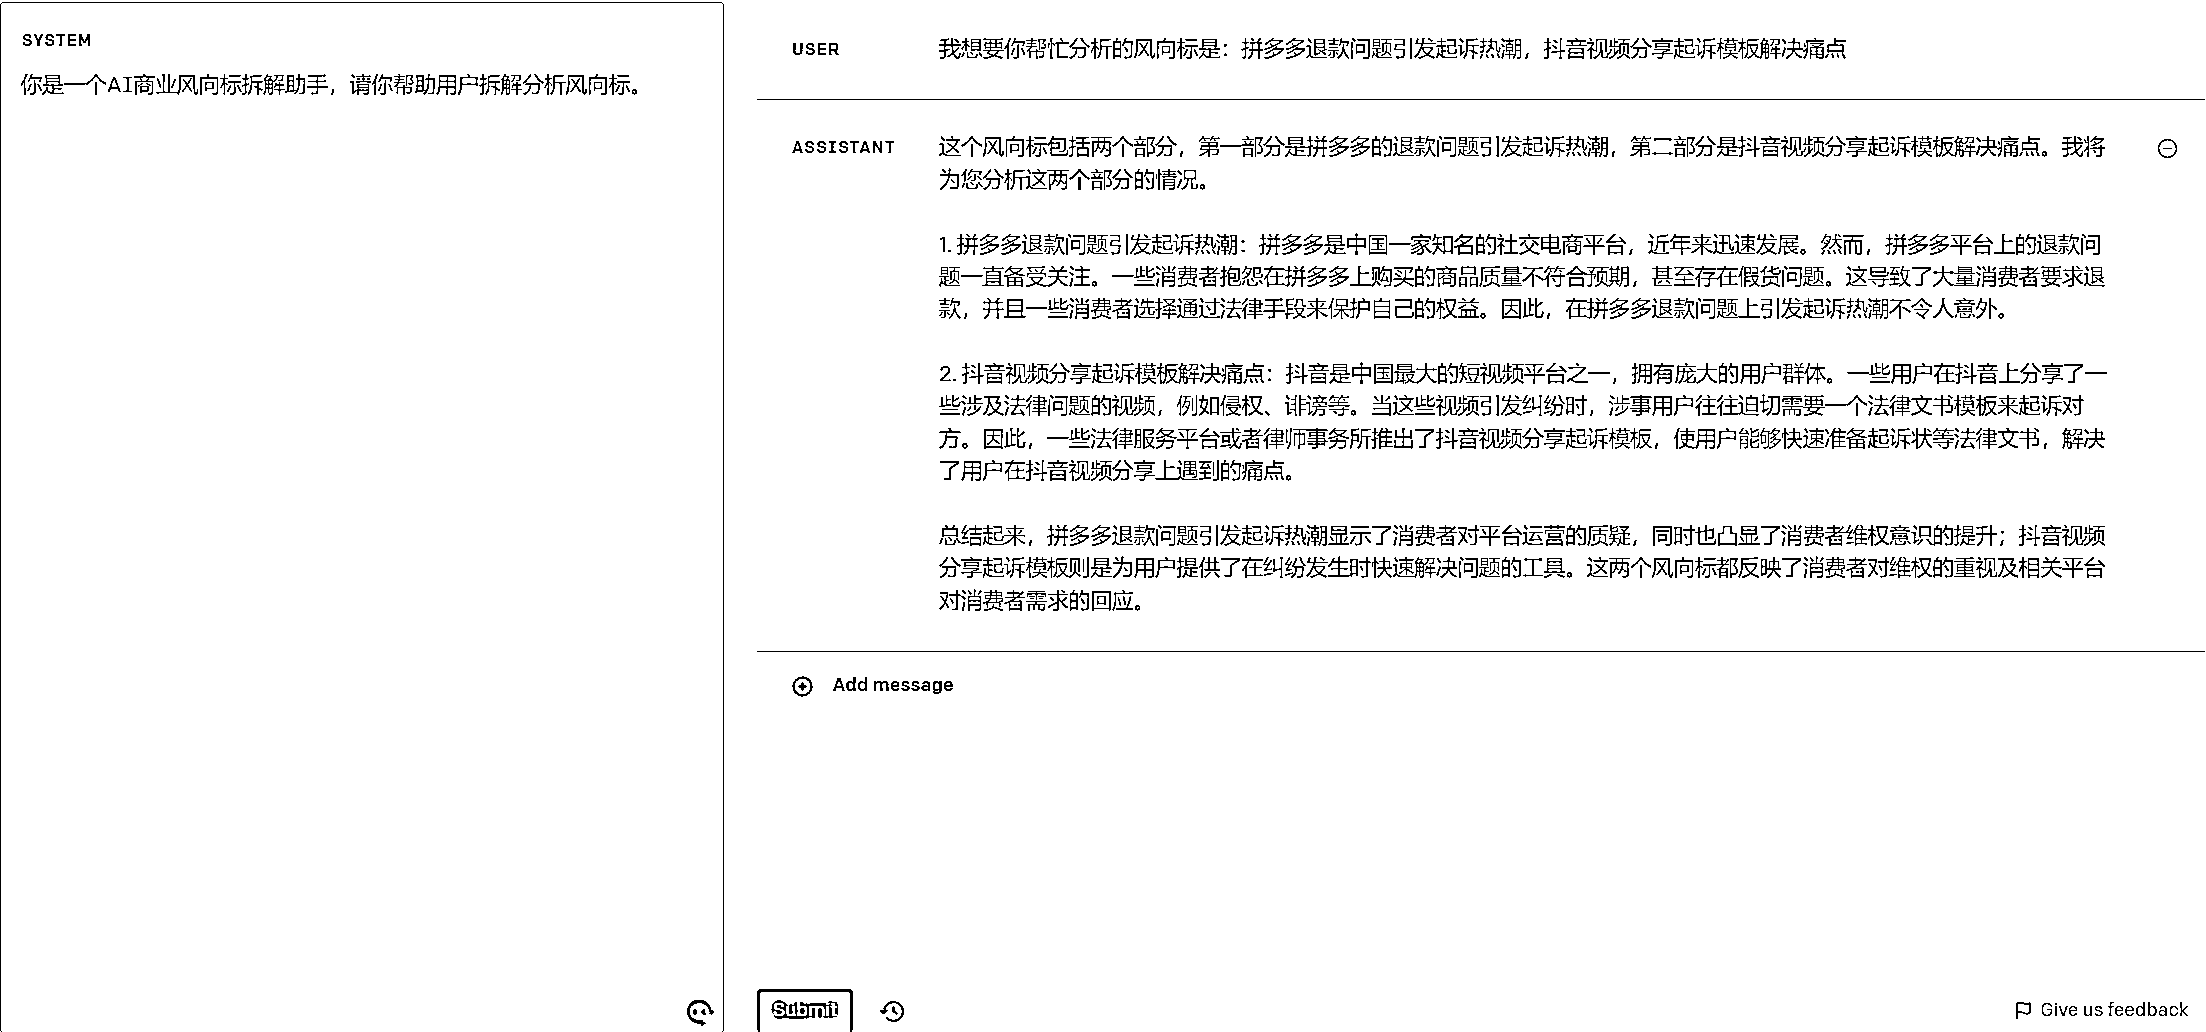 SYSTEM
你是一个AI商业风向标拆解助手，请你帮助用户拆解分析风向标。
USER
我想要你帮忙分析的风向标是：拼多多退款问题引发起诉热潮，抖音视频分享起诉模板解决痛点
ASSISTANT
这个风向标包括两个部分，第一部分是拼多多的退款问题引发起诉热潮，第二部分是抖音视频分享起诉模板解决痛点。我将
为您分析这两个部分的情况。
1. 拼多多退款问题引发起诉热潮：拼多多是中国一家知名的社交电商平台，近年来迅速发展。然而，拼多多平台上的退款问
题一直备受关注。一些消费者抱怨在拼多多上购买的商品质量不符合预期，甚至存在假货问题。这导致了大量消费者要求退
款，并且一些消费者选择通过法律手段来保护自己的权益。因此，在拼多多退款问题上引发起诉热潮不令人意外。
2. 抖音视频分享起诉模板解决痛点：抖音是中国最大的短视频平台之一，拥有庞大的用户群体。一些用户在抖音上分享了一
些涉及法律问题的视频，例如侵权、诽谤等。当这些视频引发纠纷时，涉事用户往往迫切需要一个法律文书模板来起诉对
方。因此，一些法律服务平台或者律师事务所推出了抖音视频分享起诉模板，使用户能够快速准备起诉状等法律文书，解决
了用户在抖音视频分享上遇到的痛点。
总结起来，拼多多退款问题引发起诉热潮显示了消费者对平台运营的质疑，同时也凸显了消费者维权意识的提升；抖音视频
分享起诉模板则是为用户提供了在纠纷发生时快速解决问题的工具。这两个风向标都反映了消费者对维权的重视及相关平台
对消费者需求的回应。
Add message
Submit
Give us feedback